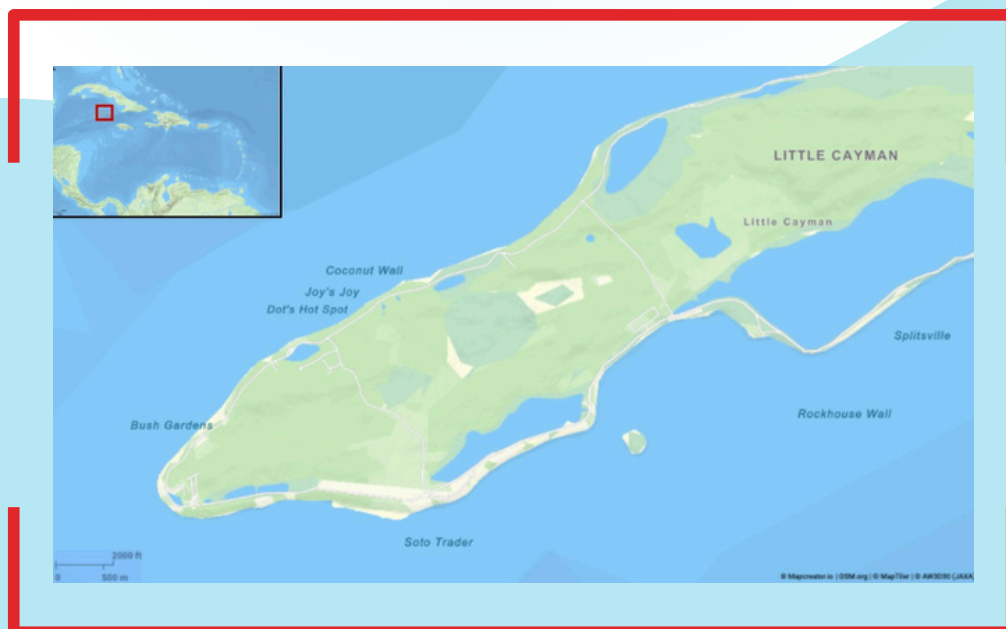 LITTLE CAYMAN
Little Cayman
Coconut Wall
Joy's Joy
Dot's Hot Spot
Splitsville
Rockhouse Wall
Bush Gardens
Soto Trader
2000 ft
0 500 m
© Mapcreator.io | OSM.org | © MapTiler | © AW3D30 (JAXA)